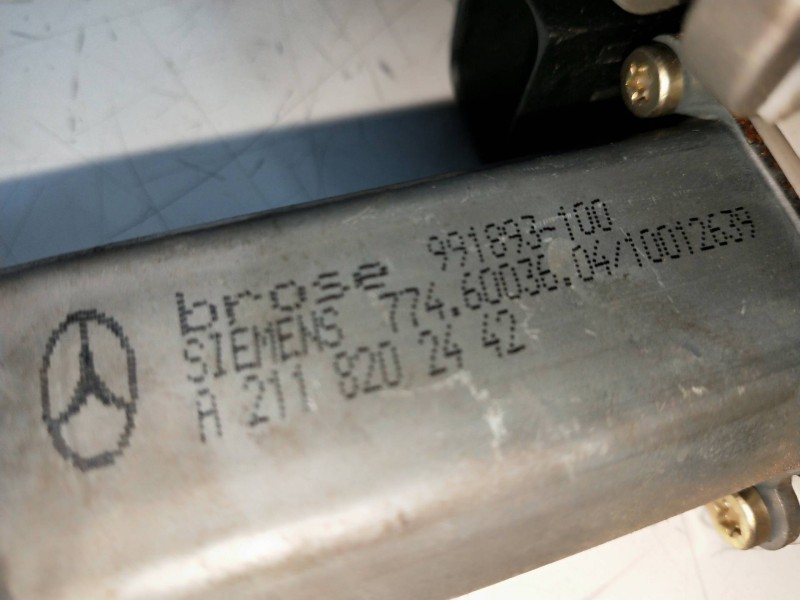 brose 991893-100
SIEMENS 774.60036.04/10012639
A 211 820 24 42